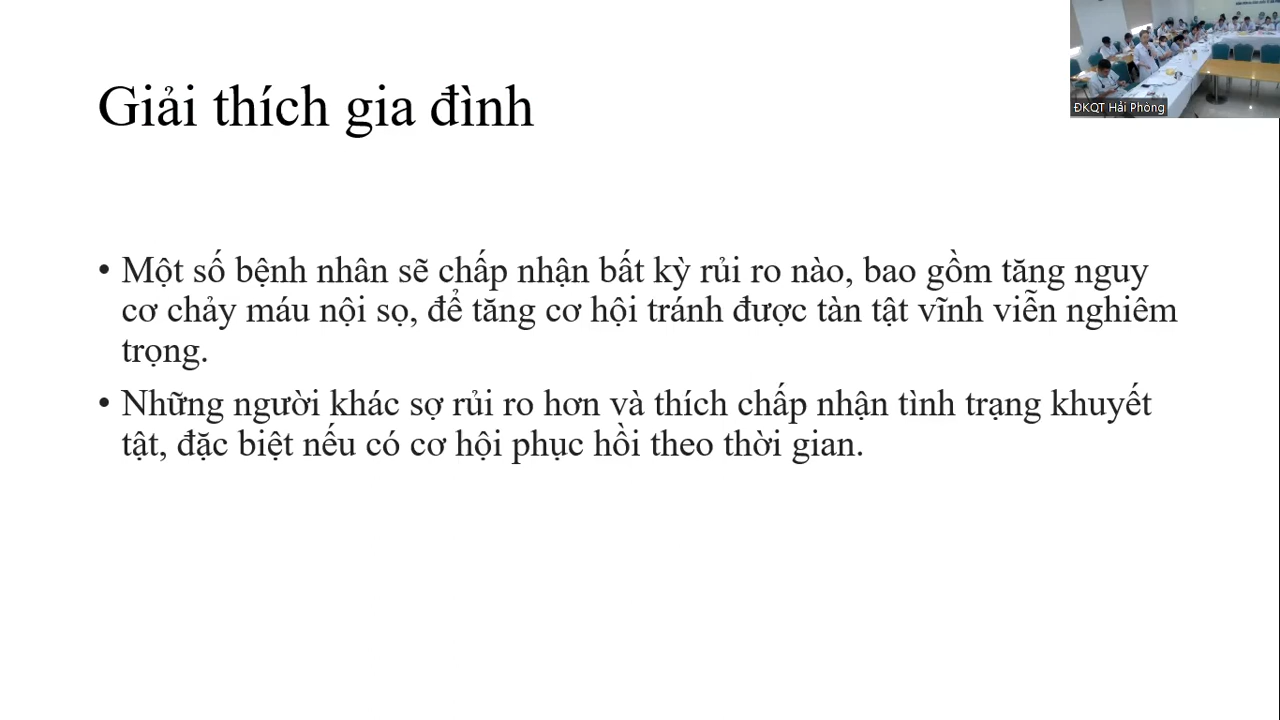 Giải thích gia đình
ĐKQT Hải Phòng
• Một số bệnh nhân sẽ chấp nhận bất kỳ rủi ro nào, bao gồm tăng nguy
cơ chảy máu nội sọ, để tăng cơ hội tránh được tàn tật vĩnh viễn nghiêm
trọng.
• Những người khác sợ rủi ro hơn và thích chấp nhận tình trạng khuyết
tật, đặc biệt nếu có cơ hội phục hồi theo thời gian.